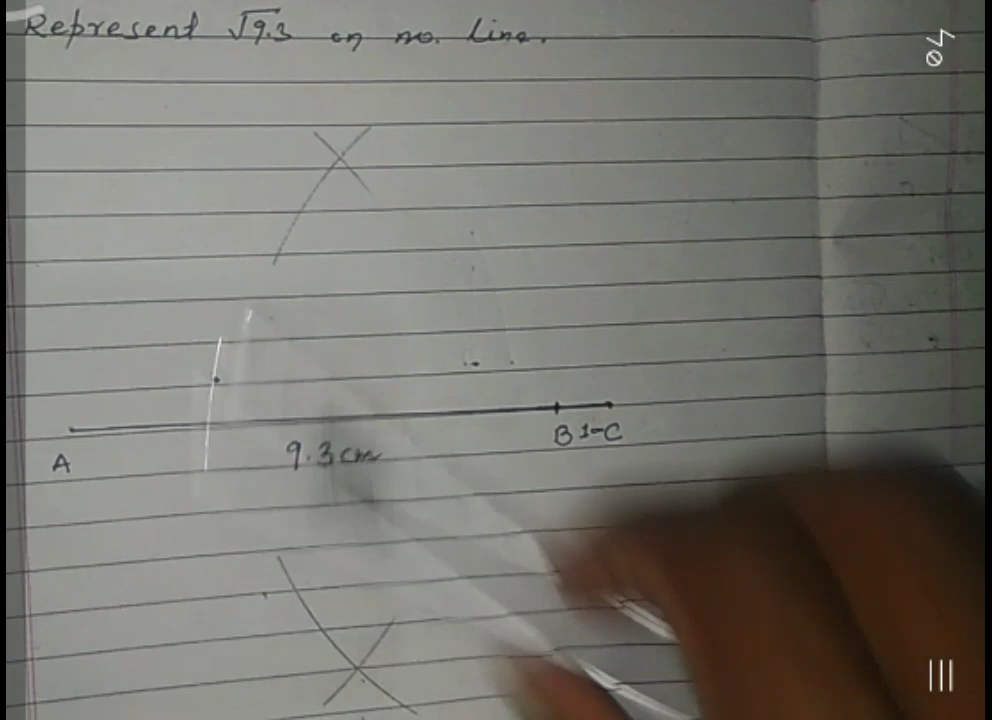 Represent √9.3 on no. line.
A
9.3 cm
B 1 C